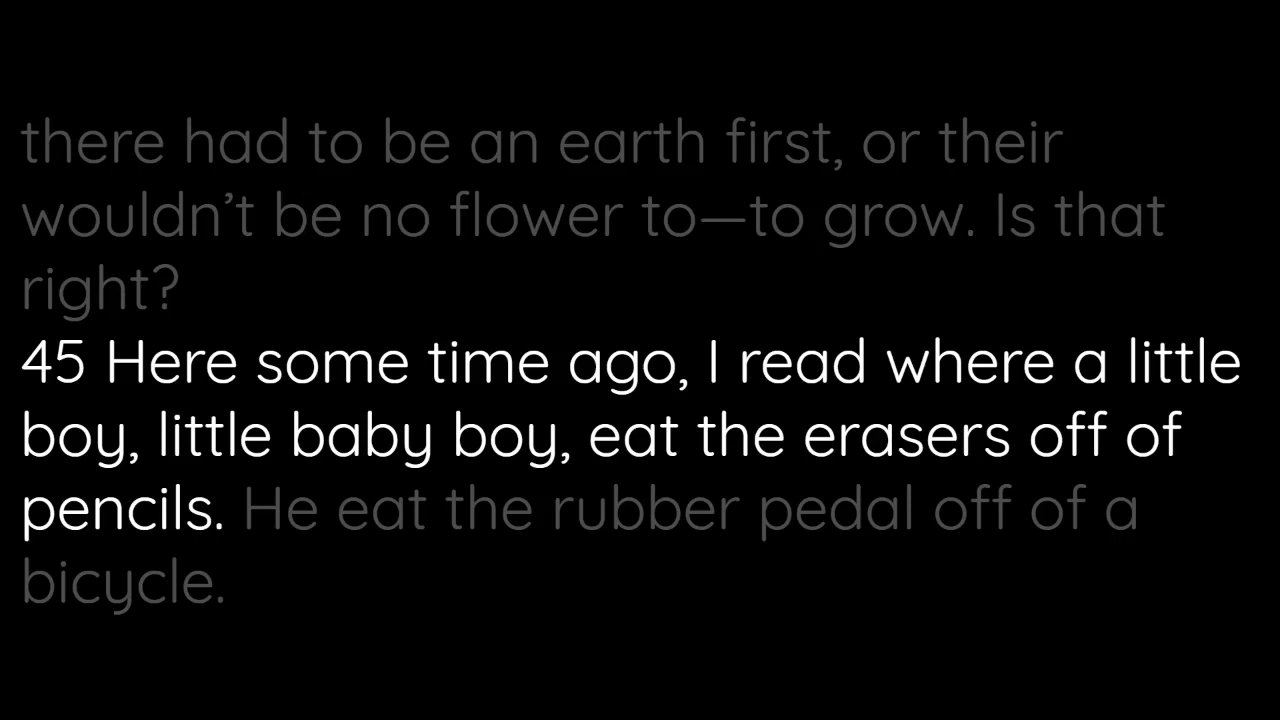 there had to be an earth first, or their
wouldn’t be no flower to—to grow. Is that
right?
45 Here some time ago, I read where a little
boy, little baby boy, eat the erasers off of
pencils. He eat the rubber pedal off of a
bicycle.